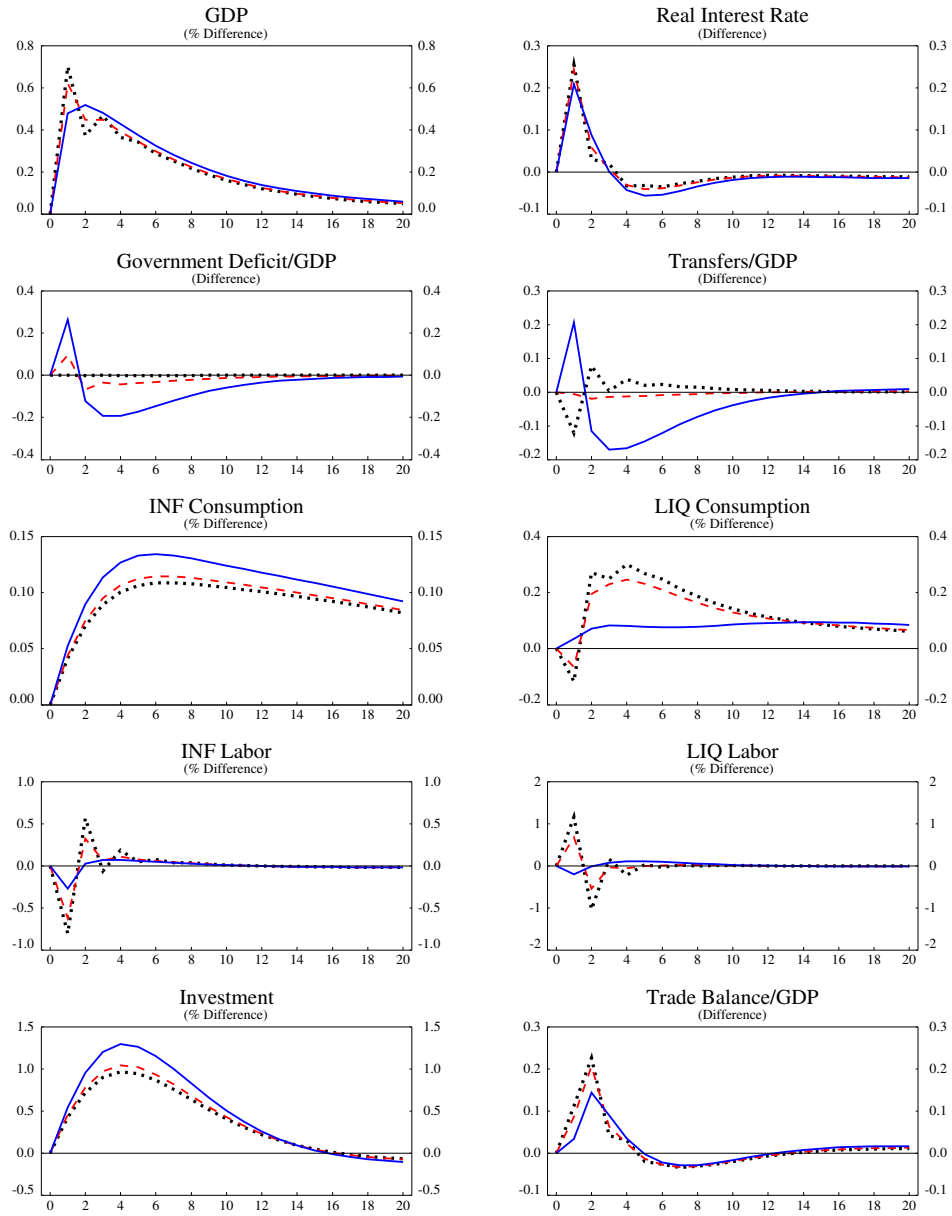 GDP
(% Difference)
0.8 0.8
0.6 0.6
0.4 0.4
0.2 0.2
0.0 0.0
0 2 4 6 8 10 12 14 16 18 20
Real Interest Rate
(Difference)
0.3 0.3
0.2 0.2
0.1 0.1
0.0 0.0
-0.1 -0.1
0 2 4 6 8 10 12 14 16 18 20
Government Deficit/GDP
(Difference)
0.4 0.4
0.2 0.2
0.0 0.0
-0.2 -0.2
-0.4 -0.4
0 2 4 6 8 10 12 14 16 18 20
Transfers/GDP
(Difference)
0.3 0.3
0.2 0.2
0.1 0.1
0.0 0.0
-0.1 -0.1
-0.2 -0.2
0 2 4 6 8 10 12 14 16 18 20
INF Consumption
(% Difference)
0.15 0.15
0.10 0.10
0.05 0.05
0.00 0.00
0 2 4 6 8 10 12 14 16 18 20
LIQ Consumption
(% Difference)
0.4 0.4
0.2 0.2
0.0 0.0
-0.2 -0.2
0 2 4 6 8 10 12 14 16 18 20
INF Labor
(% Difference)
1.0 1.0
0.5 0.5
0.0 0.0
-0.5 -0.5
-1.0 -1.0
0 2 4 6 8 10 12 14 16 18 20
LIQ Labor
(% Difference)
2 2
1 1
0 0
-1 -1
-2 -2
0 2 4 6 8 10 12 14 16 18 20
Investment
(% Difference)
1.5 1.5
1.0 1.0
0.5 0.5
0.0 0.0
-0.5 -0.5
0 2 4 6 8 10 12 14 16 18 20
Trade Balance/GDP
(Difference)
0.3 0.3
0.2 0.2
0.1 0.1
0.0 0.0
-0.1 -0.1
0 2 4 6 8 10 12 14 16 18 20